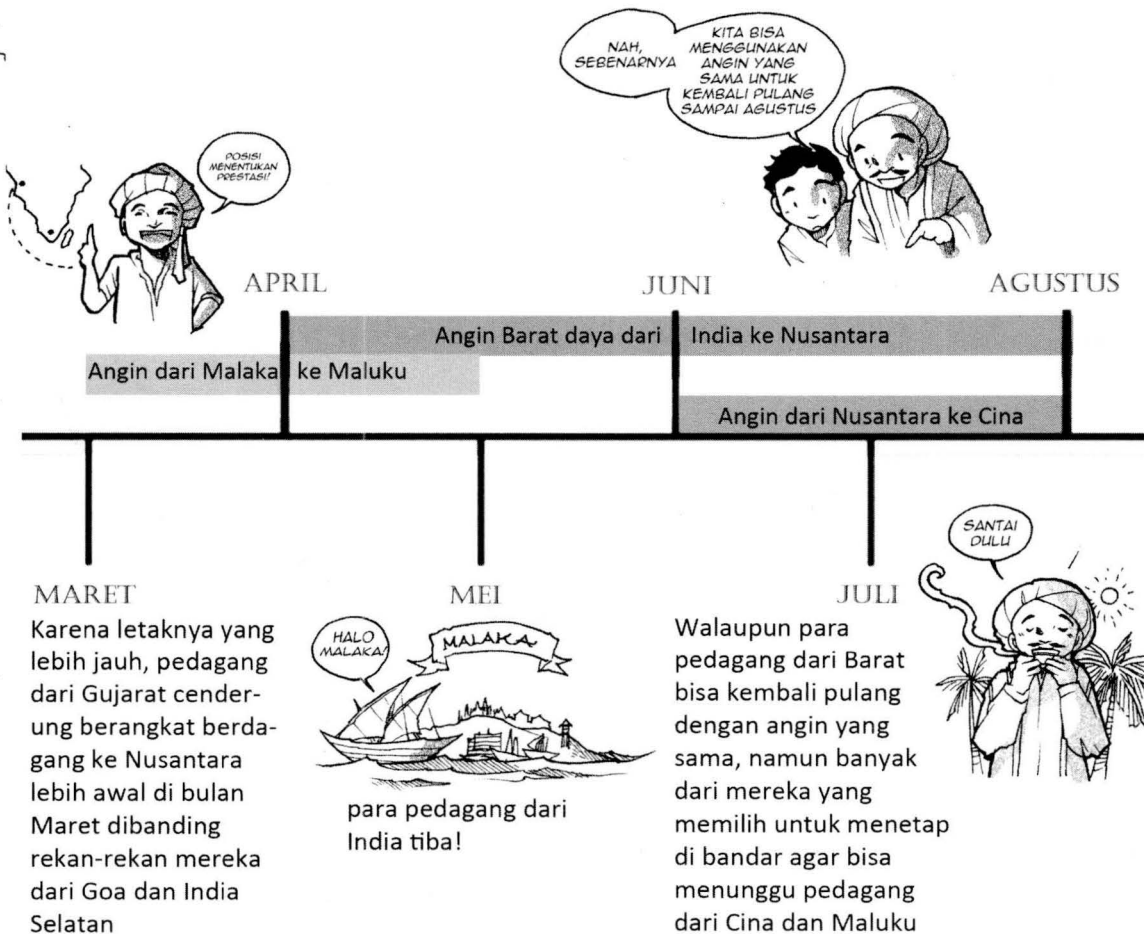 NAH,
SEBENARNYA
KITA BISA
MENGGUNAKAN
ANGIN YANG
SAMA UNTUK
KEMBALI PULANG
SAMPAI AGUSTUS
POSISI
MENENTUKAN
PRESTASI!
APRIL
JUNI
AGUSTUS
Angin Barat daya dari India ke Nusantara
Angin dari Malaka ke Maluku
Angin dari Nusantara ke Cina
MARET
Karena letaknya yang
lebih jauh, pedagang
dari Gujarat cender-
ung berangkat berda-
gang ke Nusantara
lebih awal di bulan
Maret dibanding
rekan-rekan mereka
dari Goa dan India
Selatan
MEI
HALO
MALAKA!
MALAKA
para pedagang dari
India tiba!
JULI
Walaupun para
pedagang dari Barat
bisa kembali pulang
dengan angin yang
sama, namun banyak
dari mereka yang
memilih untuk menetap
di bandar agar bisa
menunggu pedagang
dari Cina dan Maluku
SANTAI
DULU